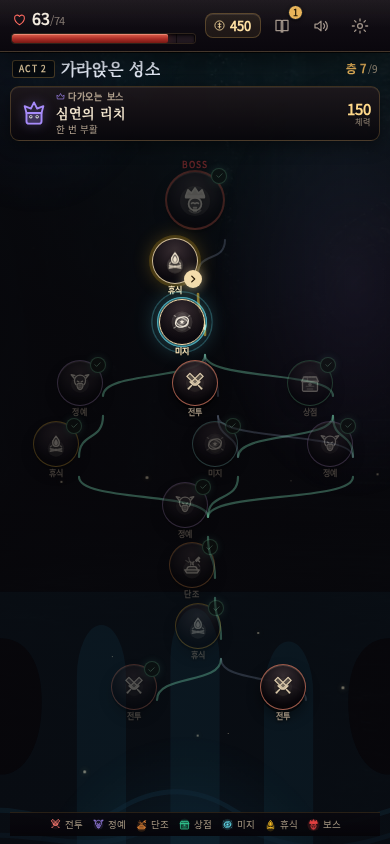 63/74
450
1
ACT 2 가라앉은 성소
층 7/9
다가오는 보스
심연의 리치
한 번 부활
150
체력
BOSS
휴식
미지
정예
전투
상점
휴식
미지
정예
정예
단조
휴식
전투
전투
전투 정예 단조 상점 미지 휴식 보스